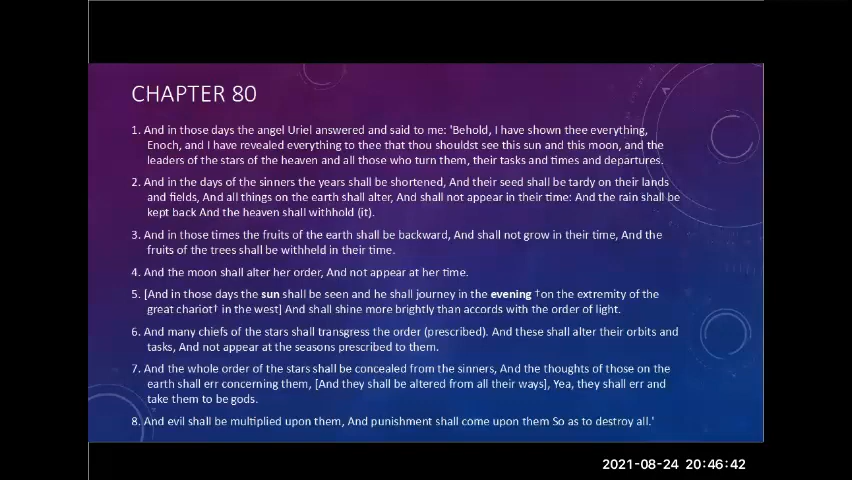 CHAPTER 80
1. And in those days the angel Uriel answered and said to me: 'Behold, I have shown thee everything,
Enoch, and I have revealed everything to thee that thou shouldst see this sun and this moon, and the
leaders of the stars of the heaven and all those who turn them, their tasks and times and departures.
2. And in the days of the sinners the years shall be shortened, And their seed shall be tardy on their lands
and fields, And all things on the earth shall alter, And shall not appear in their time: And the rain shall be
kept back And the heaven shall withhold (it).
3. And in those times the fruits of the earth shall be backward, And shall not grow in their time, And the
fruits of the trees shall be withheld in their time.
4. And the moon shall alter her order, And not appear at her time.
5. [And in those days the sun shall be seen and he shall journey in the evening †on the extremity of the
great chariot† in the west] And shall shine more brightly than accords with the order of light.
6. And many chiefs of the stars shall transgress the order (prescribed). And these shall alter their orbits and
tasks, And not appear at the seasons prescribed to them.
7. And the whole order of the stars shall be concealed from the sinners, And the thoughts of those on the
earth shall err concerning them, [And they shall be altered from all their ways], Yea, they shall err and
take them to be gods.
8. And evil shall be multiplied upon them, And punishment shall come upon them So as to destroy all.'
2021-08-24 20:46:42